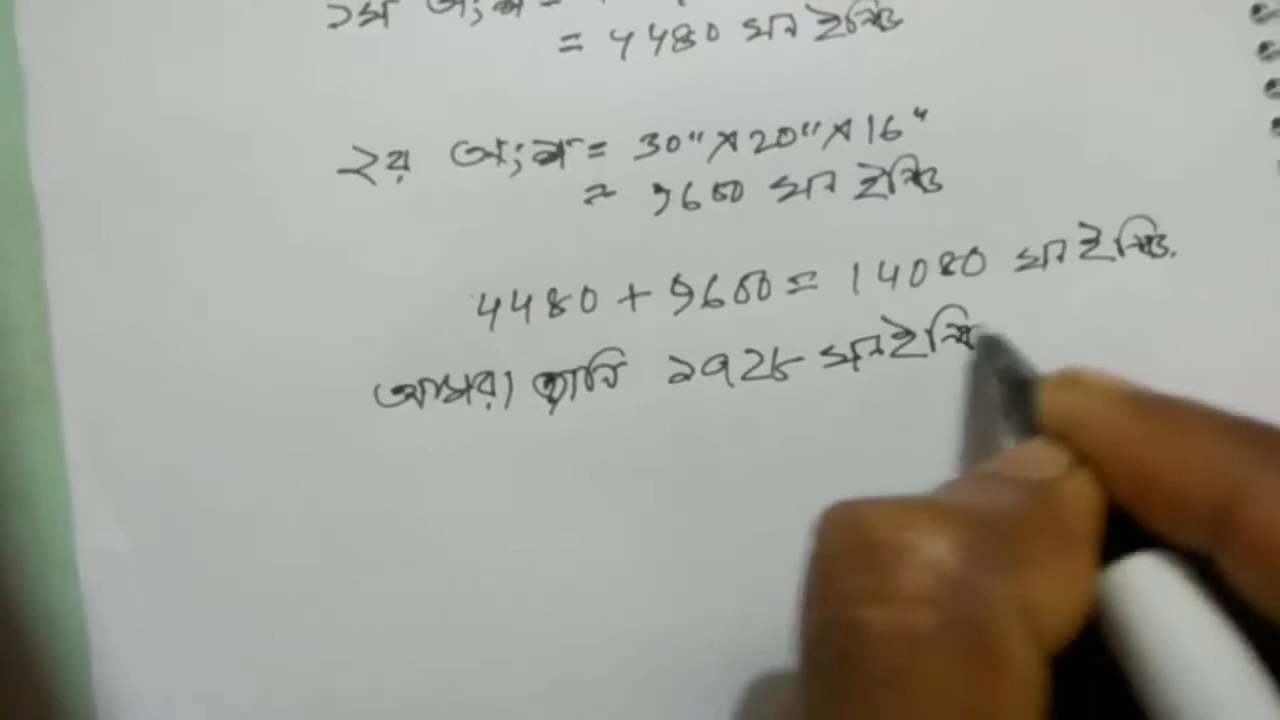 ১ম অংশ =
= 4480 ঘন ইঞ্চি
২য় অংশ = 30" × 20" × 16"
= 9600 ঘন ইঞ্চি
4480 + 9600 = 14080 ঘন ইঞ্চি.
আমরা জানি ১৭২৮ ঘন ইঞ্চি